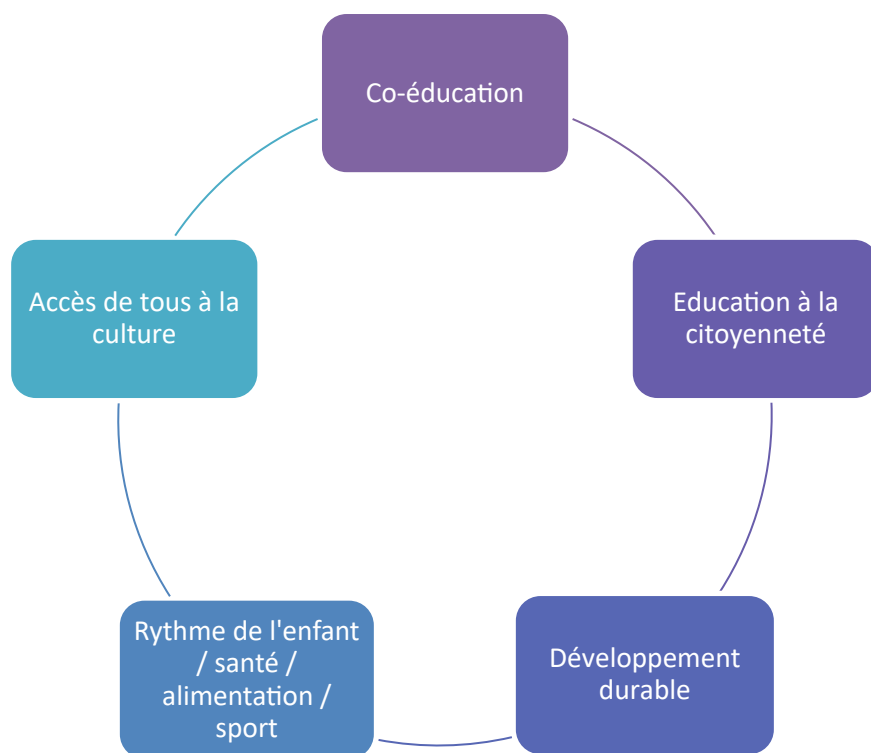 Co-éducation
Accès de tous à la
culture
Education à la
citoyenneté
Rythme de l'enfant
/ santé /
alimentation /
sport
Développement
durable